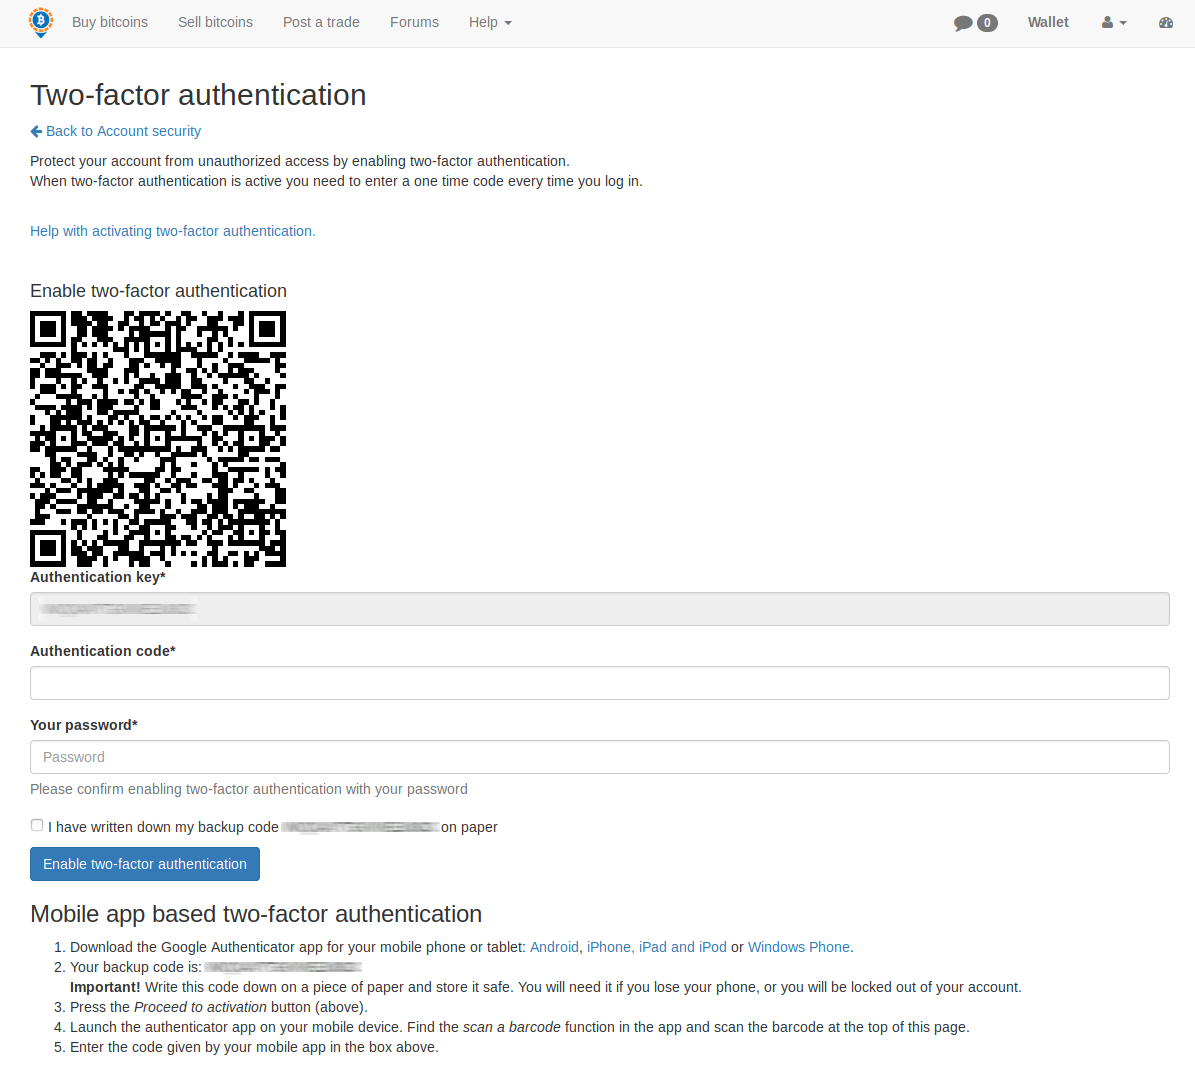 Buy bitcoins Sell bitcoins Post a trade Forums Help 0 Wallet
Two-factor authentication
Back to Account security
Protect your account from unauthorized access by enabling two-factor authentication.
When two-factor authentication is active you need to enter a one time code every time you log in.
Help with activating two-factor authentication.
Enable two-factor authentication
Authentication key*
Authentication code*
Your password*
Password
Please confirm enabling two-factor authentication with your password
I have written down my backup code on paper
Enable two-factor authentication
Mobile app based two-factor authentication
1. Download the Google Authenticator app for your mobile phone or tablet: Android, iPhone, iPad and iPod or Windows Phone.
2. Your backup code is:
Important! Write this code down on a piece of paper and store it safe. You will need it if you lose your phone, or you will be locked out of your account.
3. Press the Proceed to activation button (above).
4. Launch the authenticator app on your mobile device. Find the scan a barcode function in the app and scan the barcode at the top of this page.
5. Enter the code given by your mobile app in the box above.